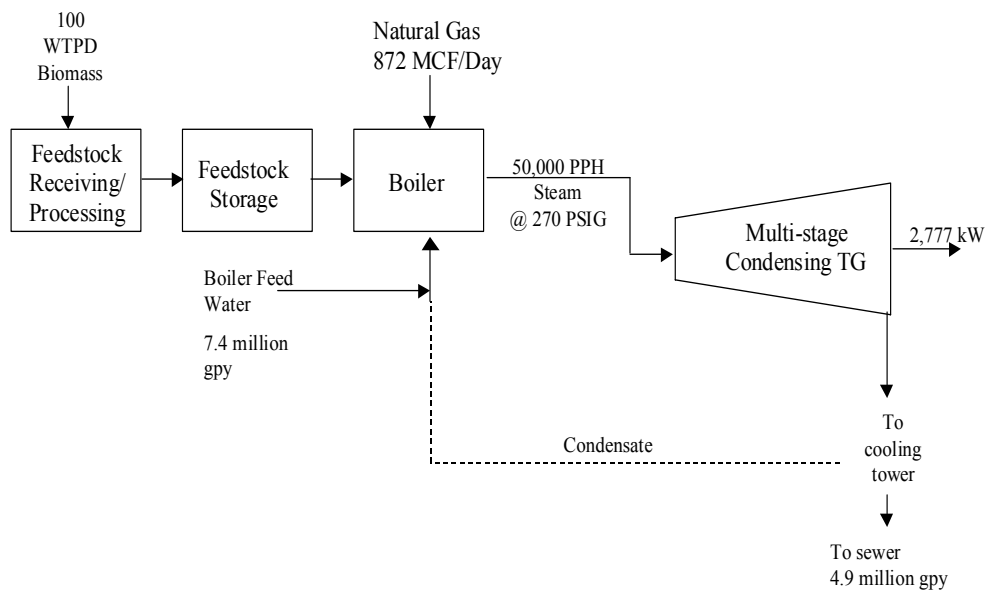 100
WTPD
Biomass
Natural Gas
872 MCF/Day
Feedstock
Receiving/
Processing
Feedstock
Storage
Boiler
50,000 PPH
Steam
@ 270 PSIG
Multi-stage
Condensing TG
2,777 kW
Boiler Feed
Water
7.4 million
gpy
Condensate
To
cooling
tower
To sewer
4.9 million gpy